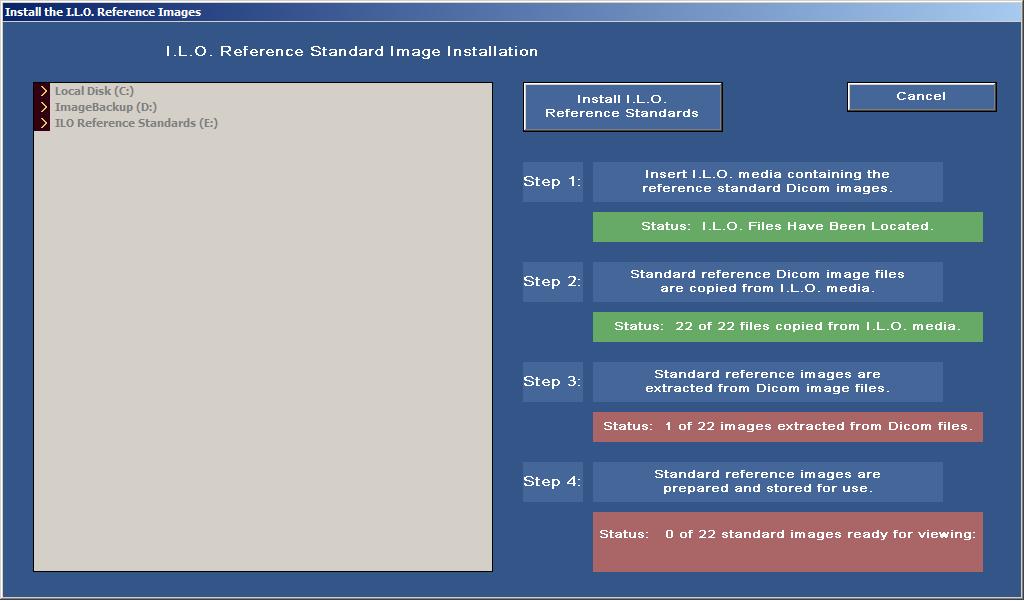 Install the I.L.O. Reference Images
I.L.O. Reference Standard Image Installation
Local Disk (C:)
ImageBackup (D:)
ILO Reference Standards (E:)
Install I.L.O.
Reference Standards
Cancel
Step 1:
Insert I.L.O. media containing the
reference standard Dicom images.
Status: I.L.O. Files Have Been Located.
Step 2:
Standard reference Dicom image files
are copied from I.L.O. media.
Status: 22 of 22 files copied from I.L.O. media.
Step 3:
Standard reference images are
extracted from Dicom image files.
Status: 1 of 22 images extracted from Dicom files.
Step 4:
Standard reference images are
prepared and stored for use.
Status: 0 of 22 standard images ready for viewing: